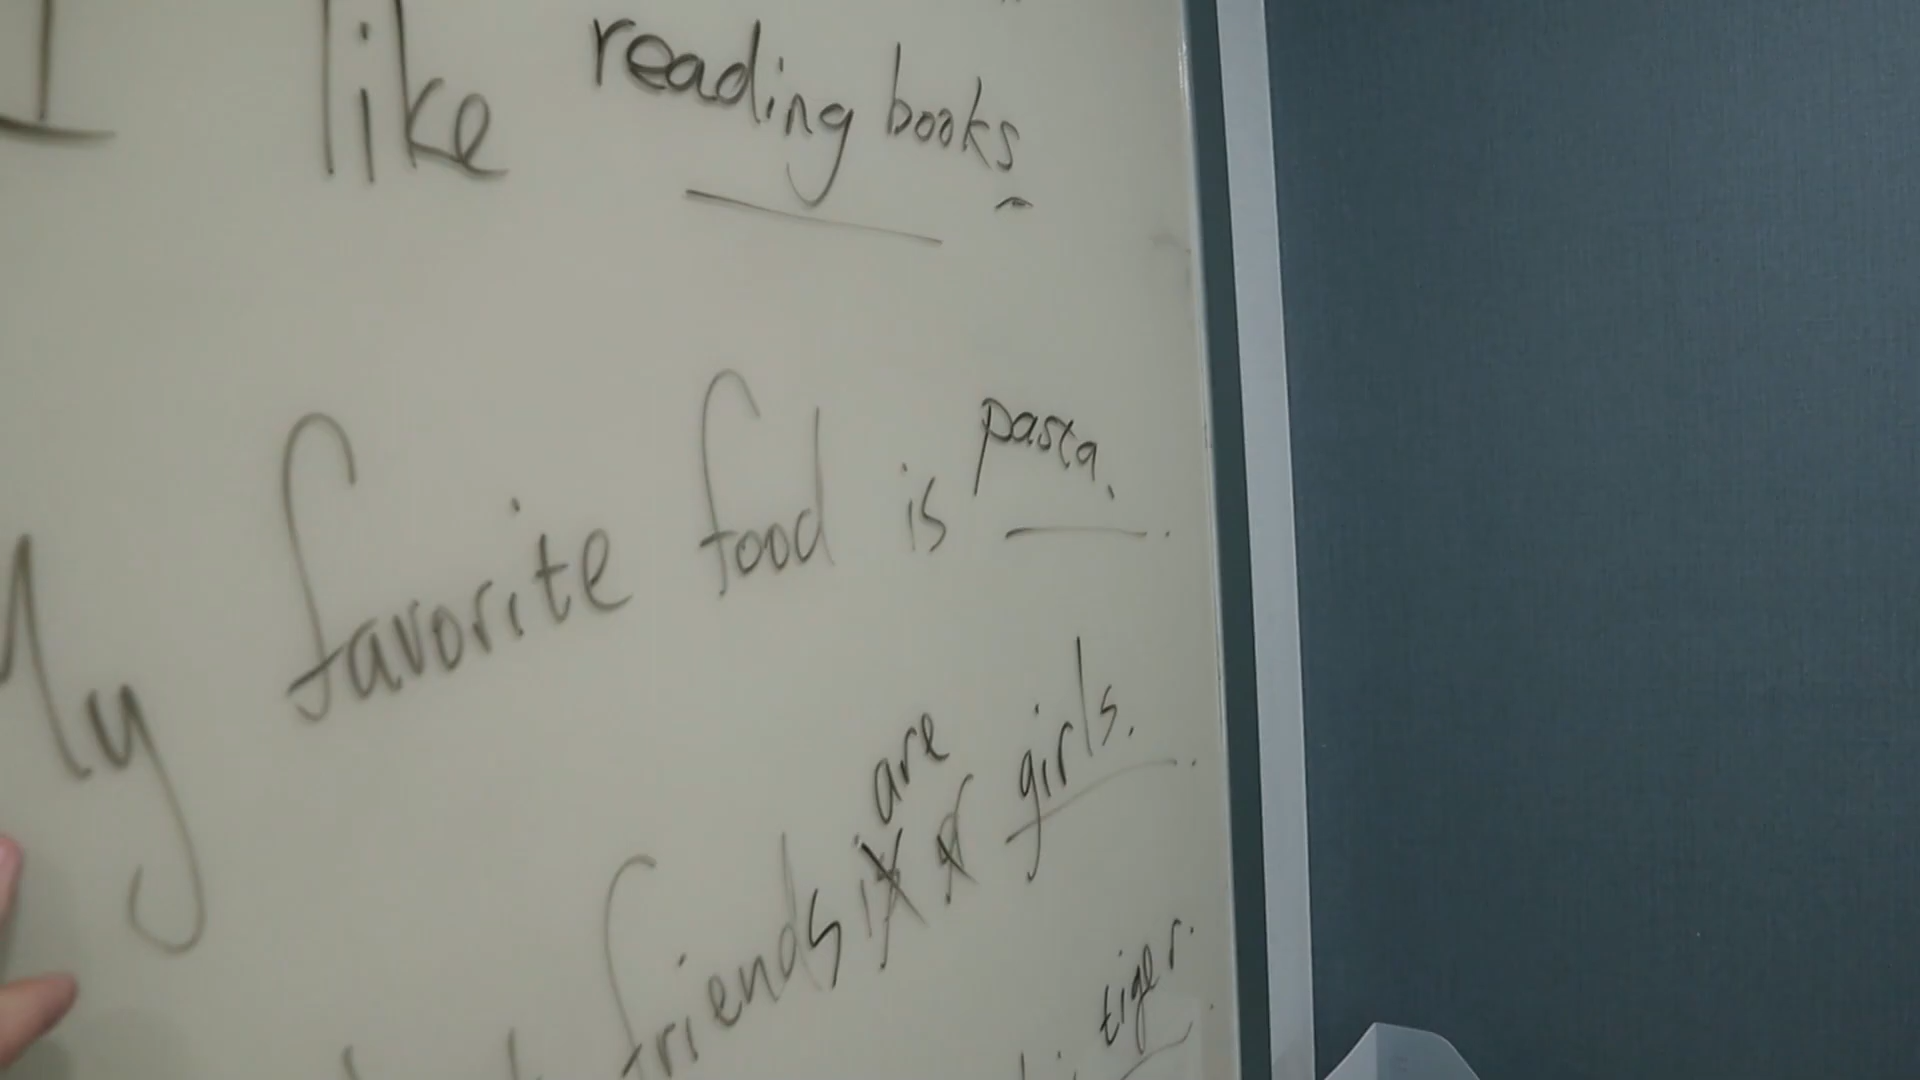 I like reading books
My favorite food is pasta.
friends are girls.
tiger.